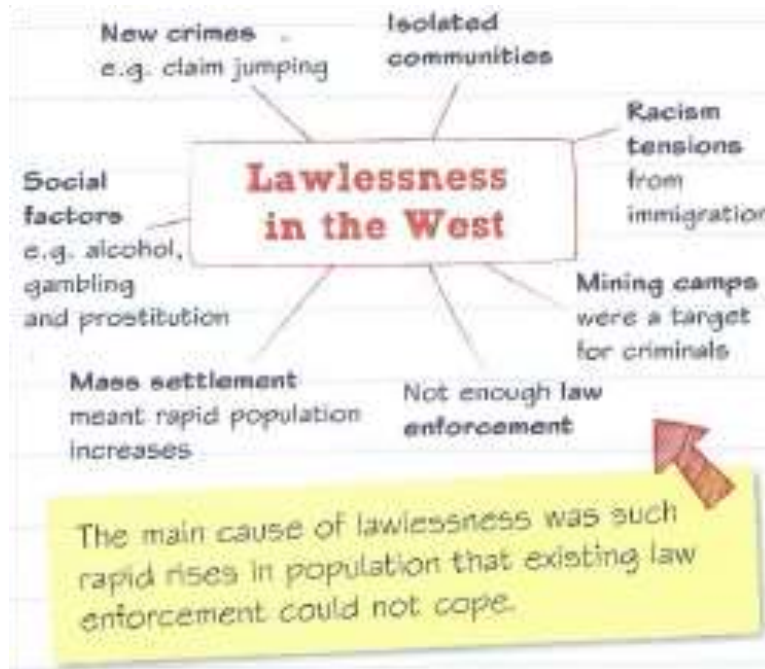 New crimes
e.g. claim jumping
Isolated
communities
Racism
tensions
from
immigration
Lawlessness
in the West
Social
factors
e.g. alcohol,
gambling
and prostitution
Mining camps
were a target
for criminals
Mass settlement
meant rapid population
increases
Not enough law
enforcement
The main cause of lawlessness was such
rapid rises in population that existing law
enforcement could not cope.